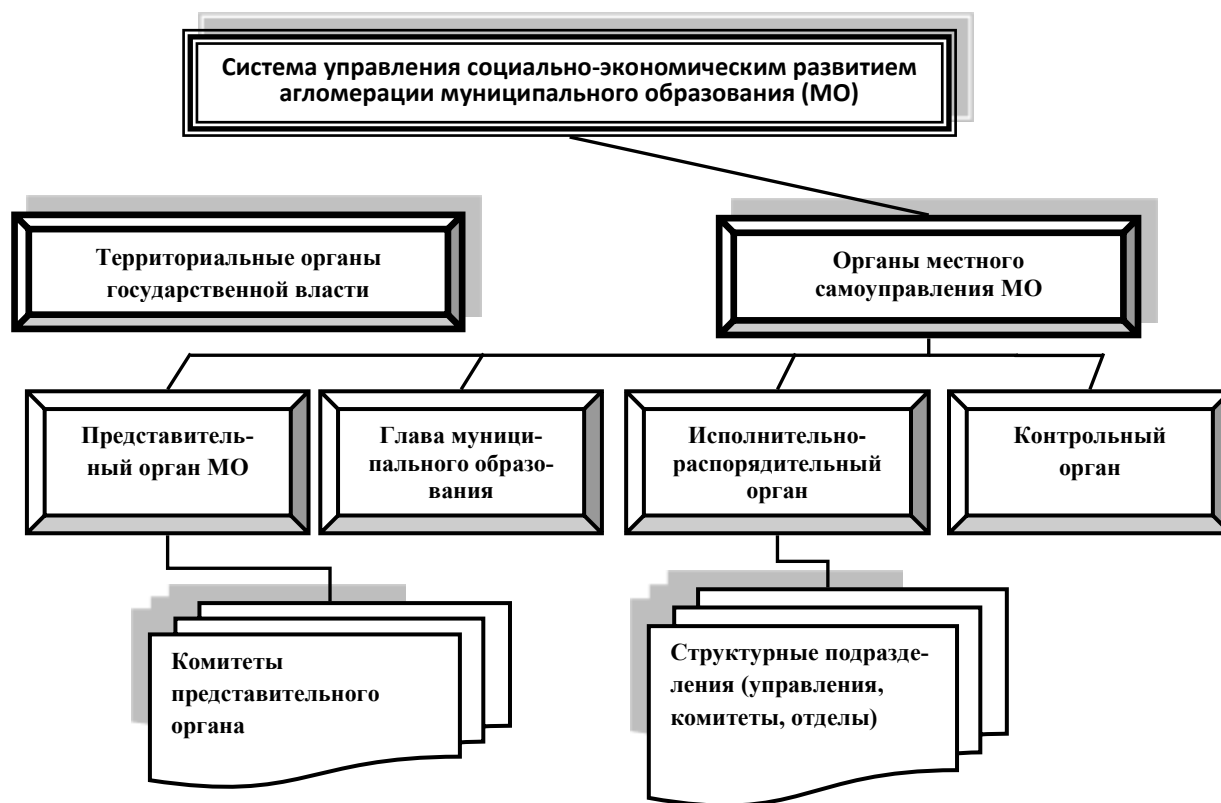 Система управления социально-экономическим развитием
агломерации муниципального образования (МО)
Территориальные органы
государственной власти
Органы местного
самоуправления МО
Представитель-
ный орган МО
Глава муници-
пального образо-
вания
Исполнительно-
распорядительный
орган
Контрольный
орган
Комитеты
представительного
органа
Структурные подразде-
ления (управления,
комитеты, отделы)